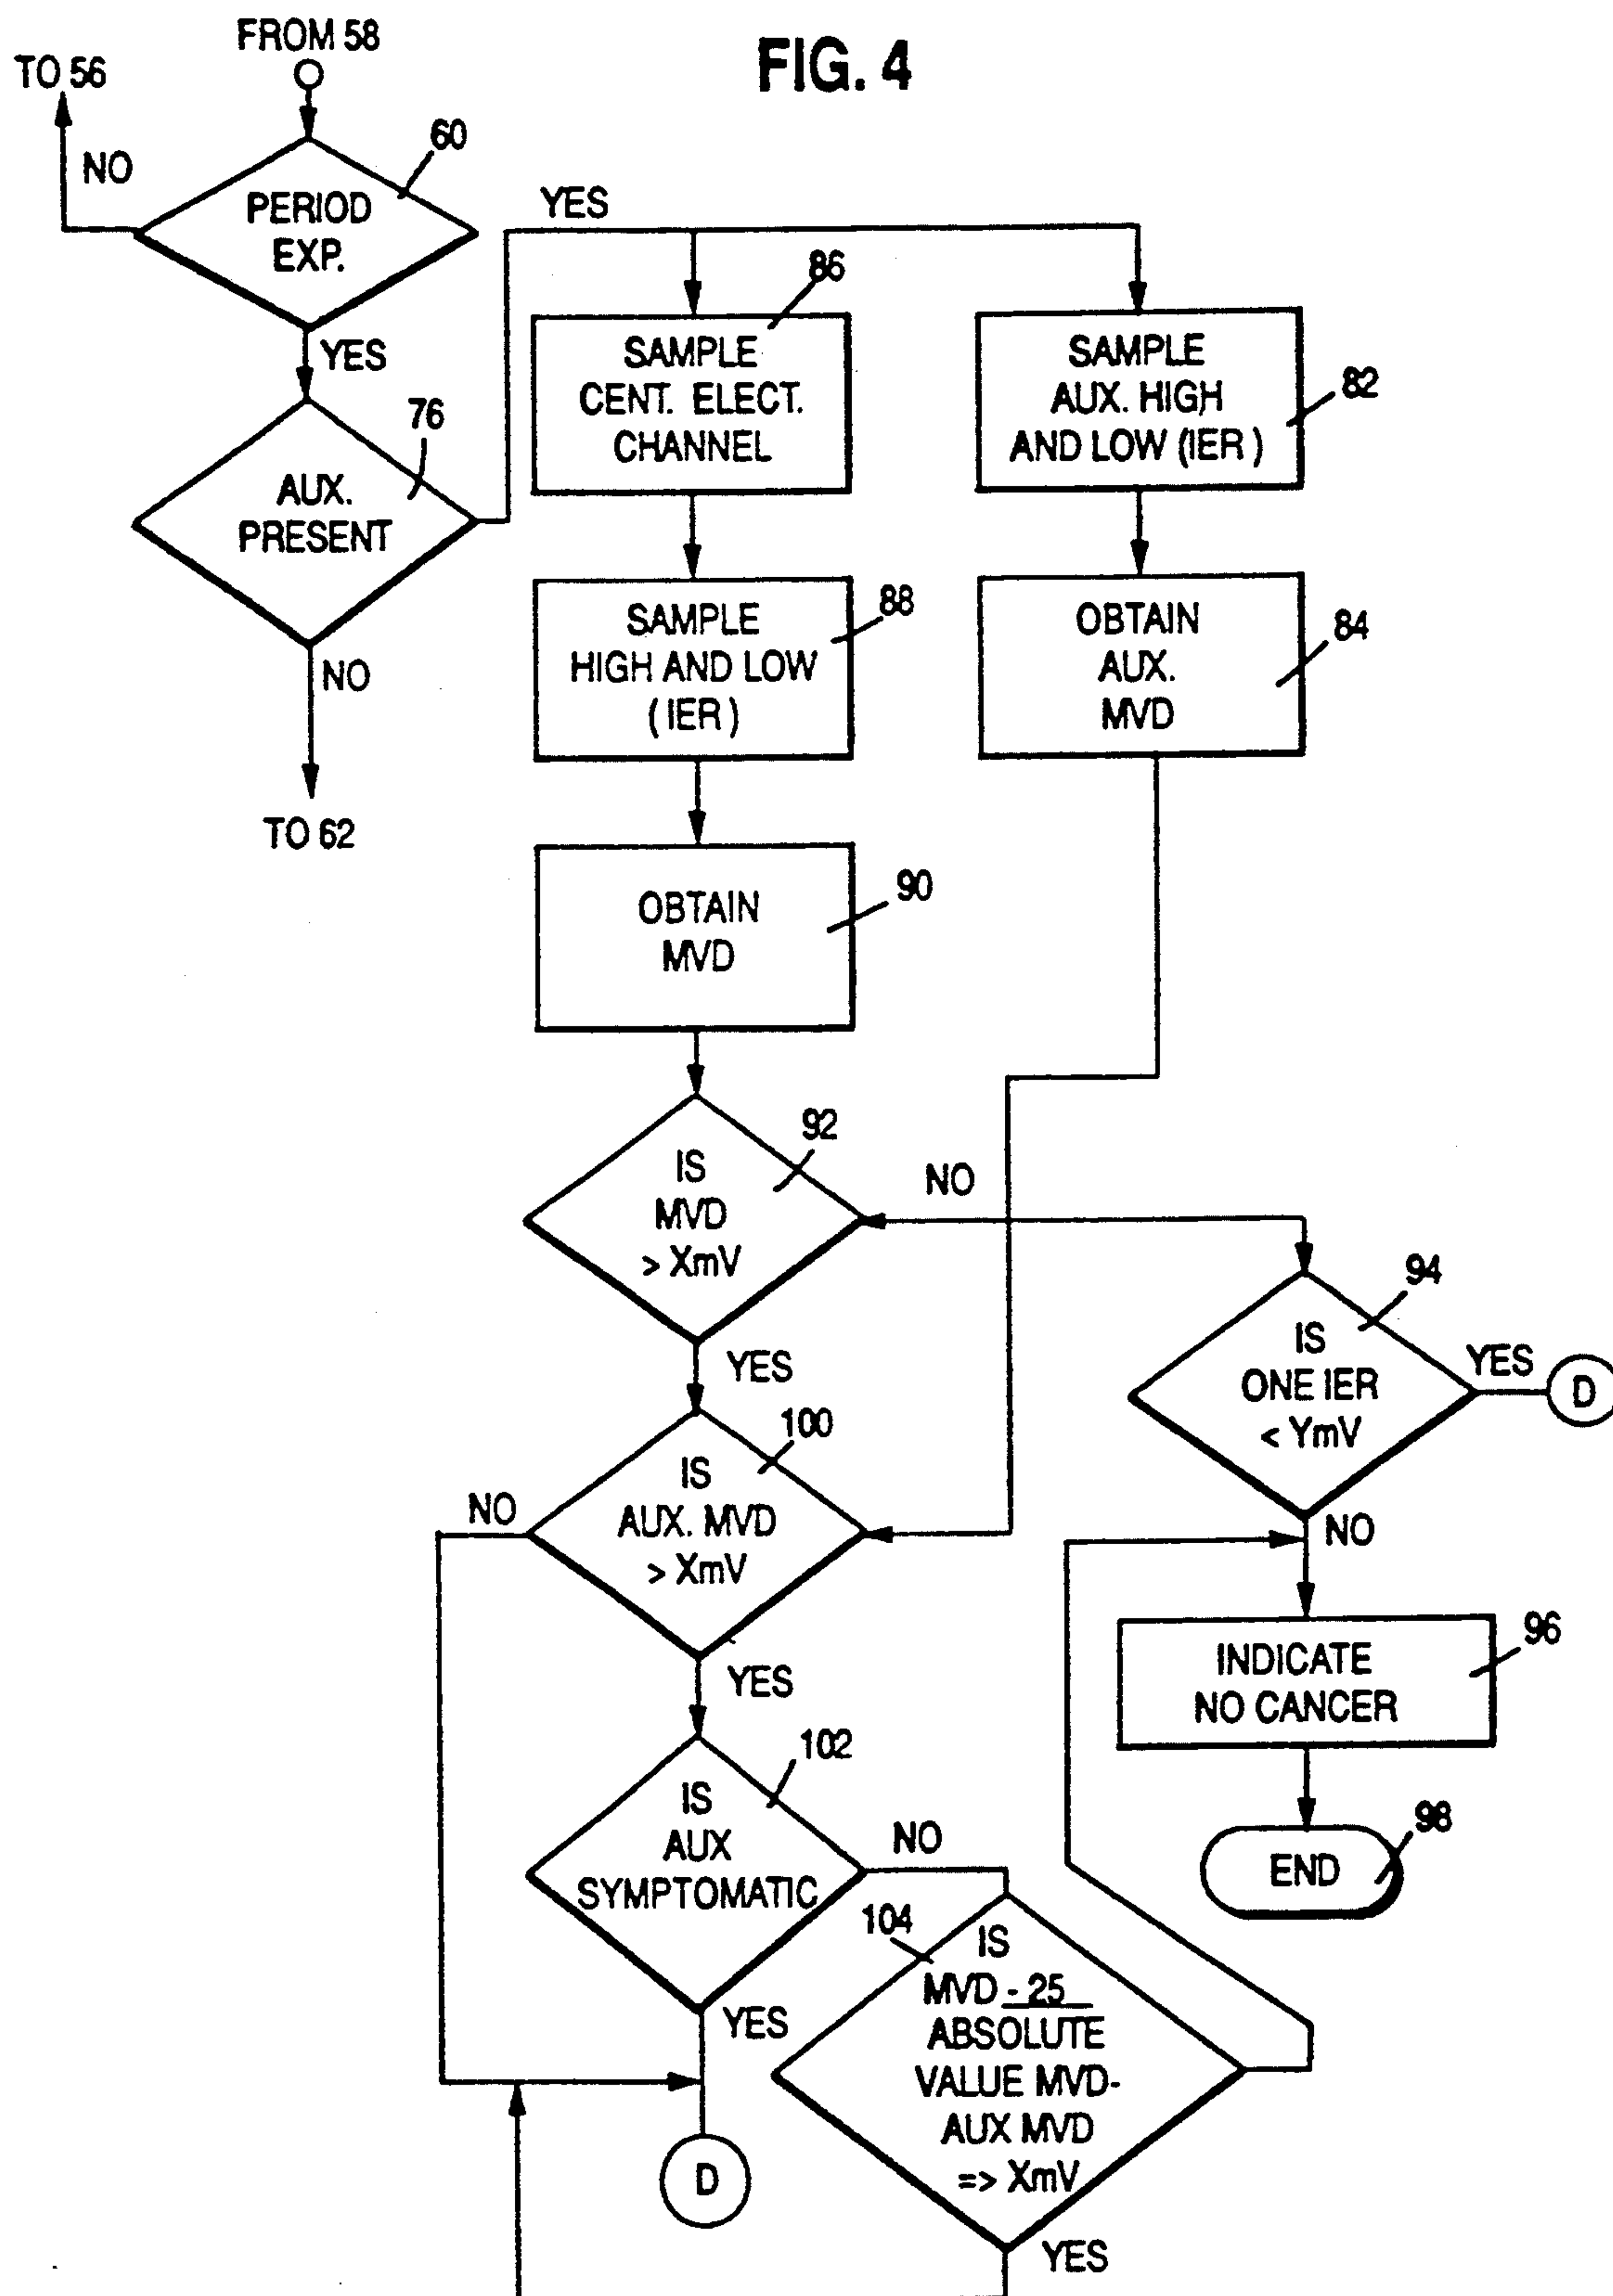 FIG. 4
FROM 58
TO 56
NO
60
PERIOD
EXP.
YES
76
AUX.
PRESENT
NO
TO 62
YES
86
SAMPLE
CENT. ELECT.
CHANNEL
82
SAMPLE
AUX. HIGH
AND LOW (IER)
88
SAMPLE
HIGH AND LOW
(IER)
84
OBTAIN
AUX.
MVD
90
OBTAIN
MVD
92
IS
MVD
> XmV
NO
YES
94
IS
ONE IER
< YmV
YES
D
NO
100
IS
AUX. MVD
> XmV
NO
YES
96
INDICATE
NO CANCER
98
END
102
IS
AUX
SYMPTOMATIC
NO
YES
D
104
IS
MVD - 25
ABSOLUTE
VALUE MVD-
AUX MVD
=> XmV
YES